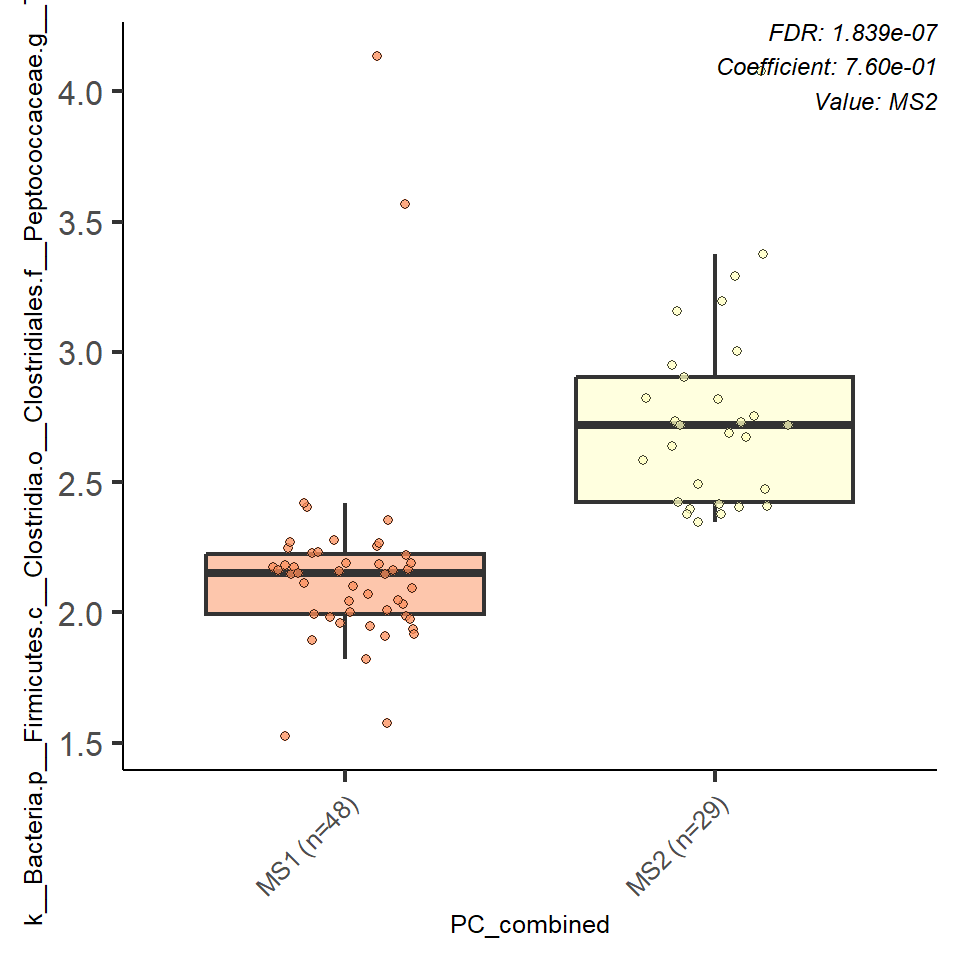 FDR: 1.839e-07
Coefficient: 7.60e-01
Value: MS2
k__Bacteria.p__Firmicutes.c__Clostridia.o__Clostridiales.f__Peptococcaceae.g__
4.0
3.5
3.0
2.5
2.0
1.5
MS1 (n=48)
MS2 (n=29)
PC_combined